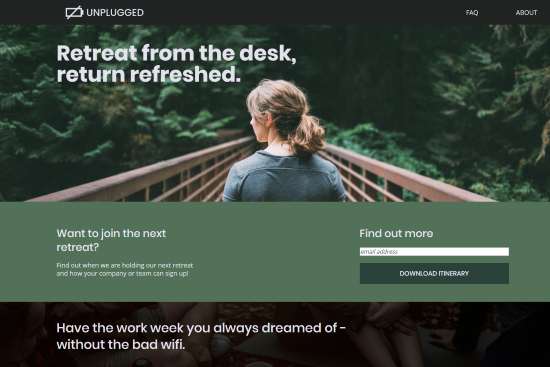 UNPLUGGED
FAQ
ABOUT
Retreat from the desk,
return refreshed.
Want to join the next
retreat?
Find out when we are holding our next retreat
and how your company or team can sign up!
Find out more
email address
DOWNLOAD ITINERARY
Have the work week you always dreamed of -
without the bad wifi.